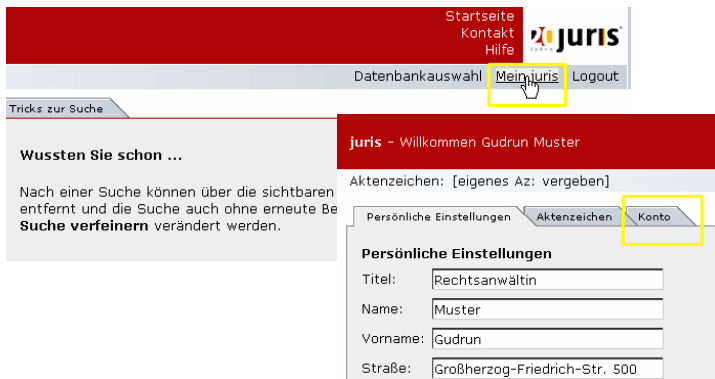 Startseite
Kontakt
Hilfe
20 juris
Datenbankauswahl Mein juris Logout
Tricks zur Suche
Wussten Sie schon ...
Nach einer Suche können über die sichtbaren
entfernt und die Suche auch ohne erneute Be
Suche verfeinern verändert werden.
juris - Willkommen Gudrun Muster
Aktenzeichen: [eigenes Az: vergeben]
Persönliche Einstellungen Aktenzeichen Konto
Persönliche Einstellungen
Titel: Rechtsanwältin
Name: Muster
Vorname: Gudrun
Straße: Großherzog-Friedrich-Str. 500